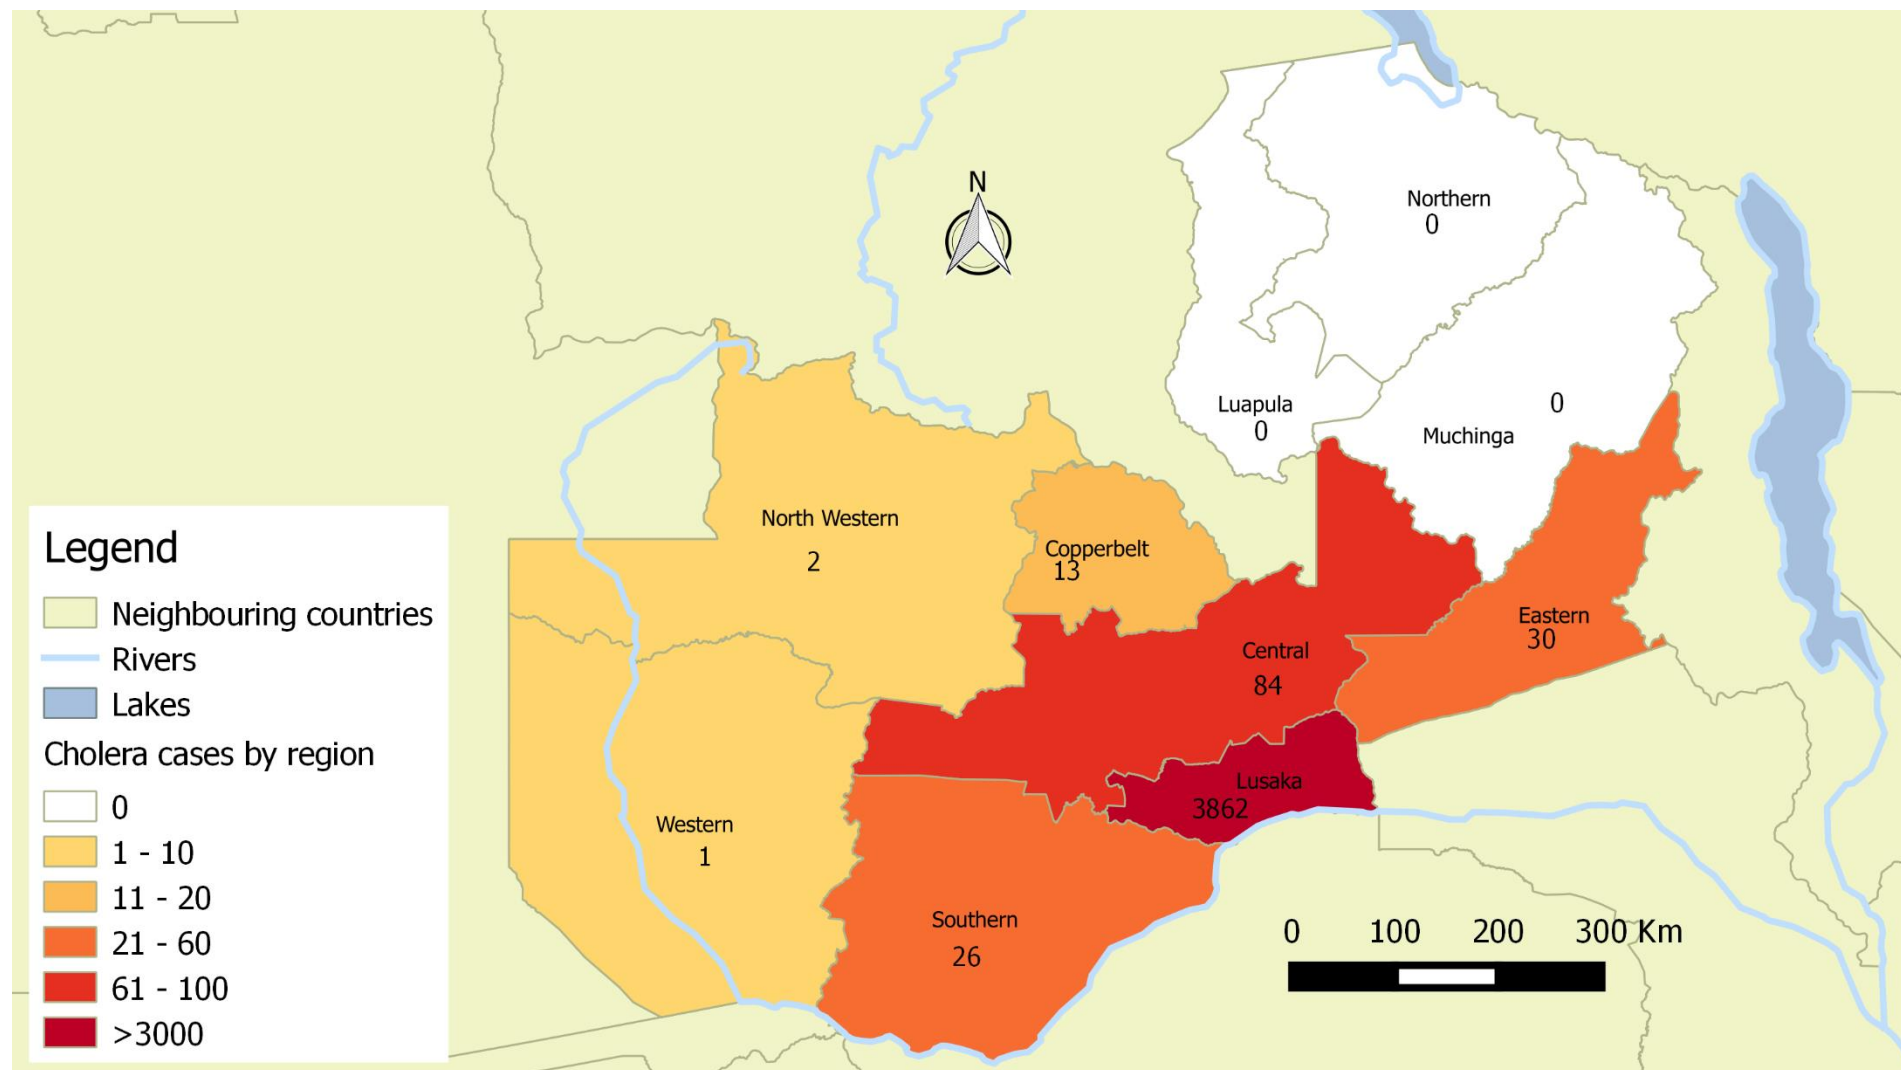 N
Northern
0
Luapula
0
0
Muchinga
North Western
2
Copperbelt
13
Eastern
30
Central
84
Lusaka
3862
Western
1
Southern
26
0 100 200 300 Km
Legend
Neighbouring countries
Rivers
Lakes
Cholera cases by region
0
1 - 10
11 - 20
21 - 60
61 - 100
>3000